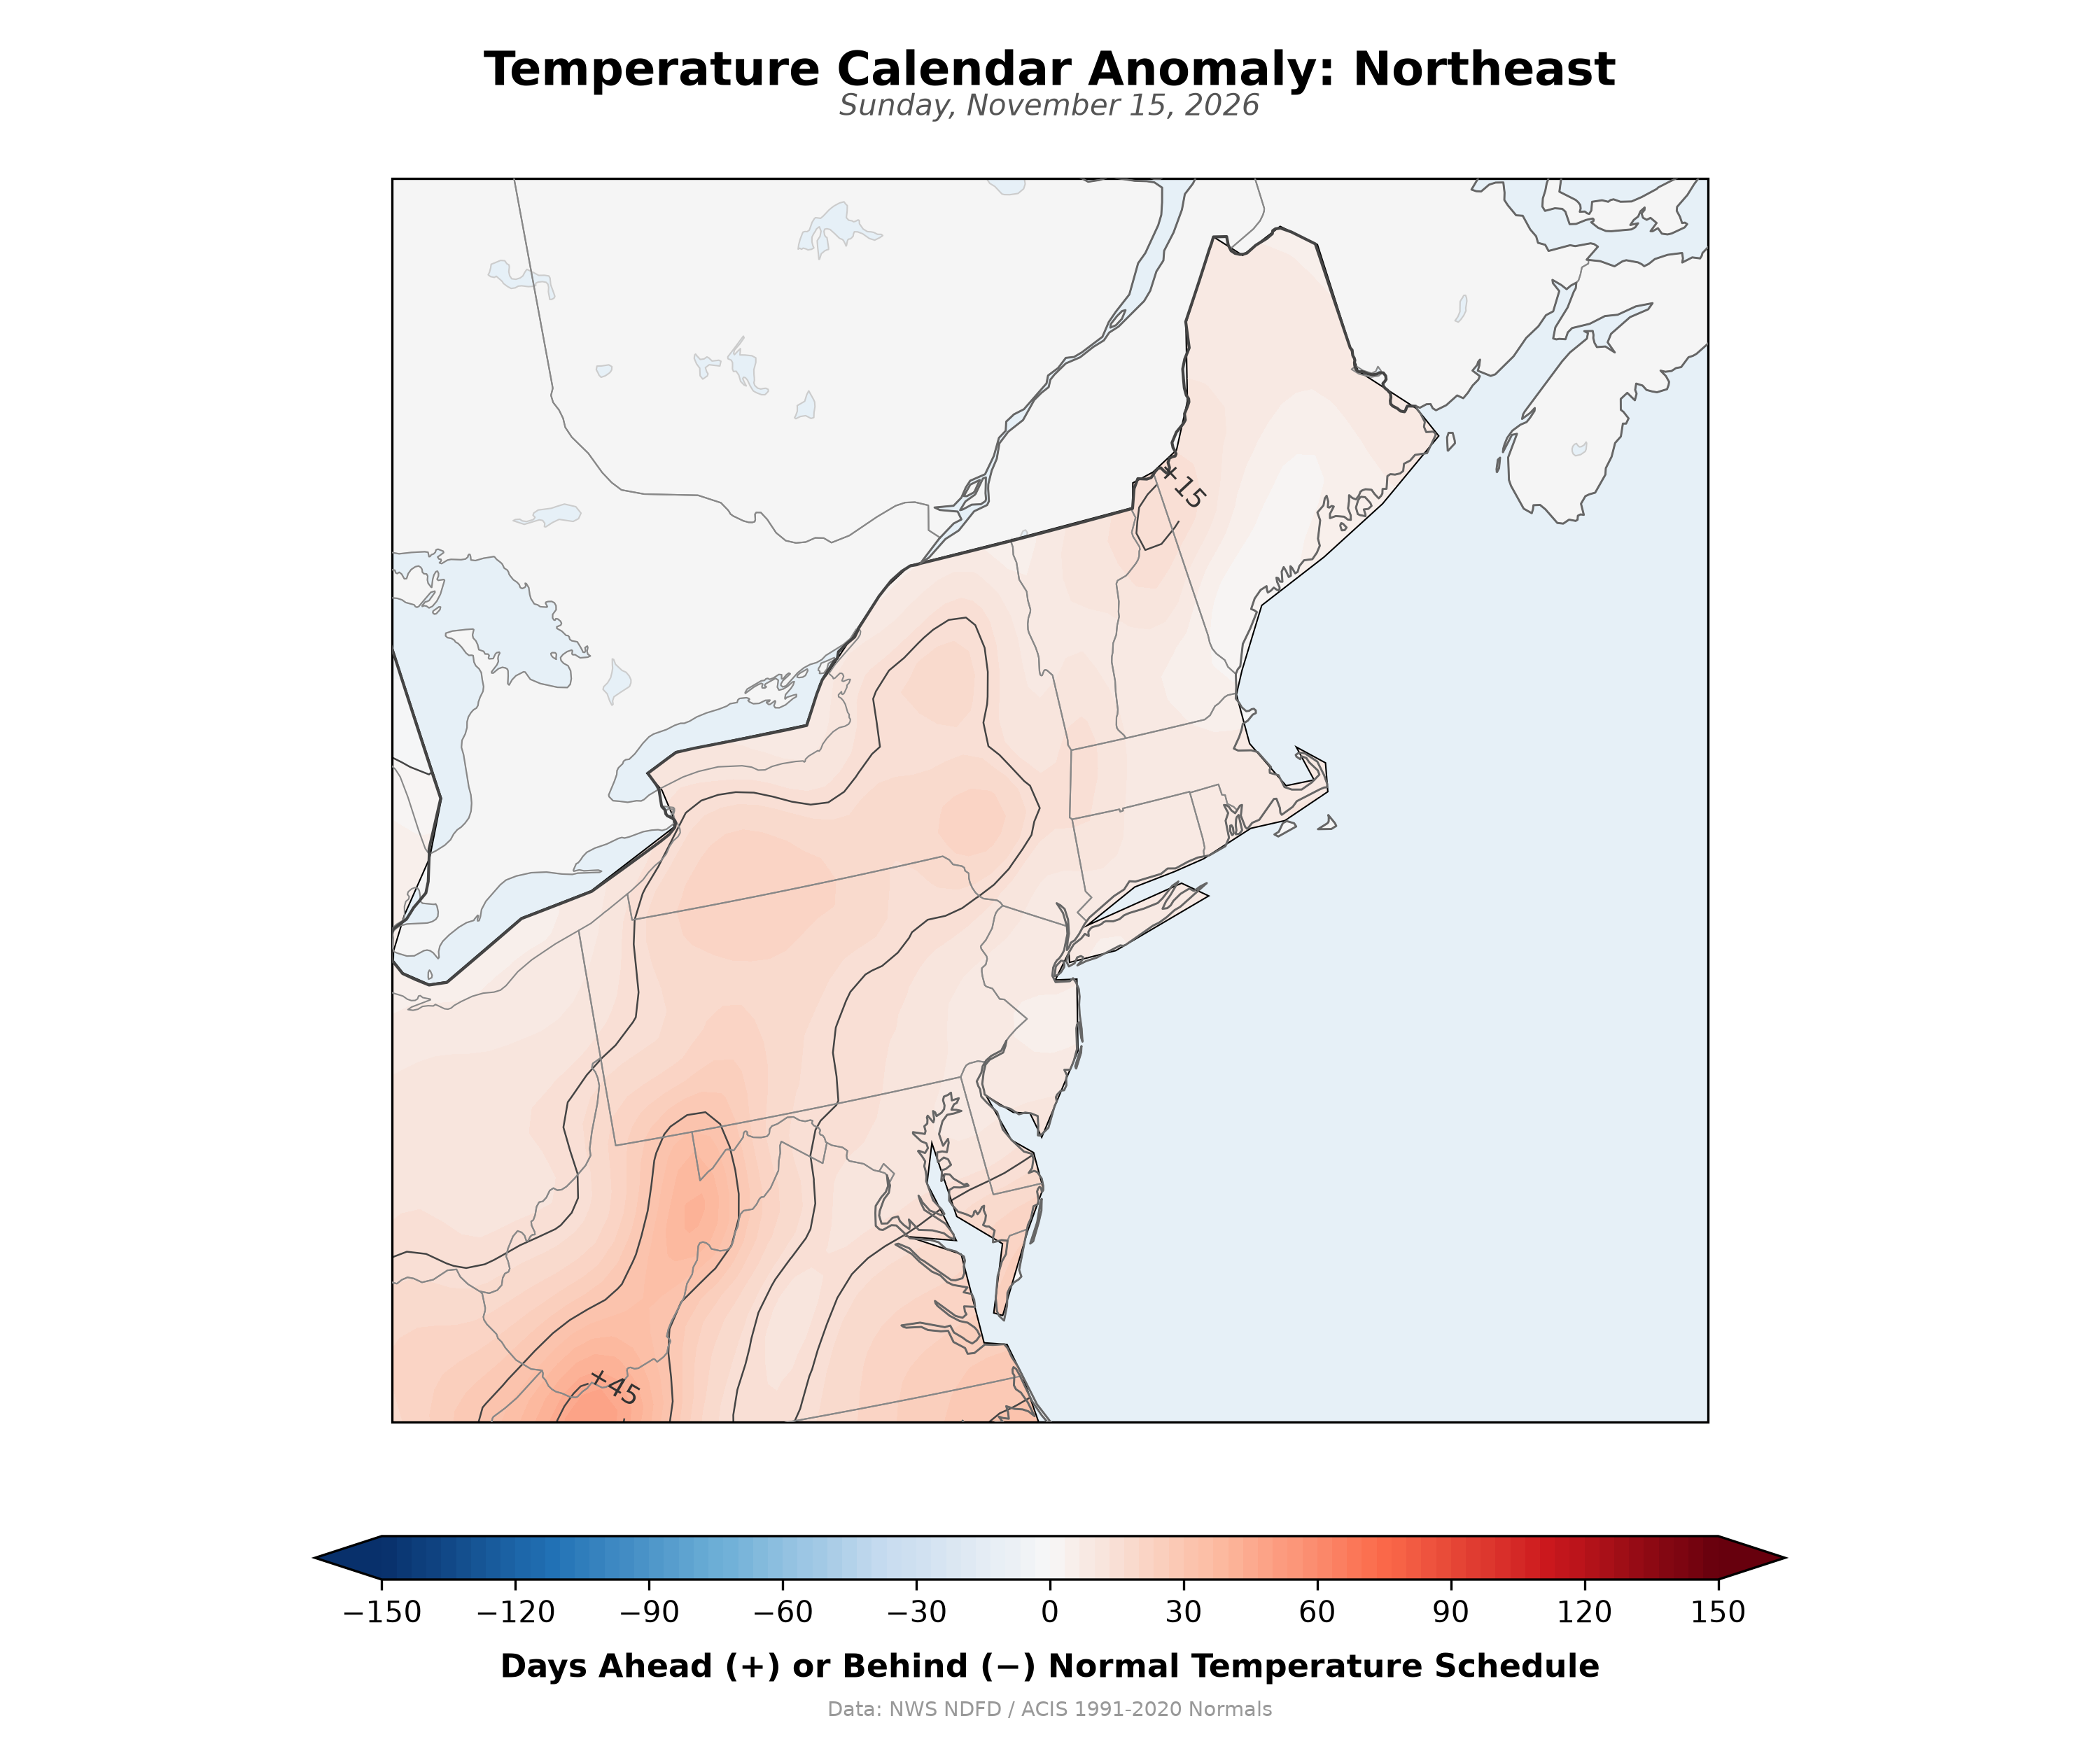 Temperature Calendar Anomaly: Northeast
Sunday, November 15, 2026
+15
+45
−150 −120 −90 −60 −30 0 30 60 90 120 150
Days Ahead (+) or Behind (−) Normal Temperature Schedule
Data: NWS NDFD / ACIS 1991-2020 Normals